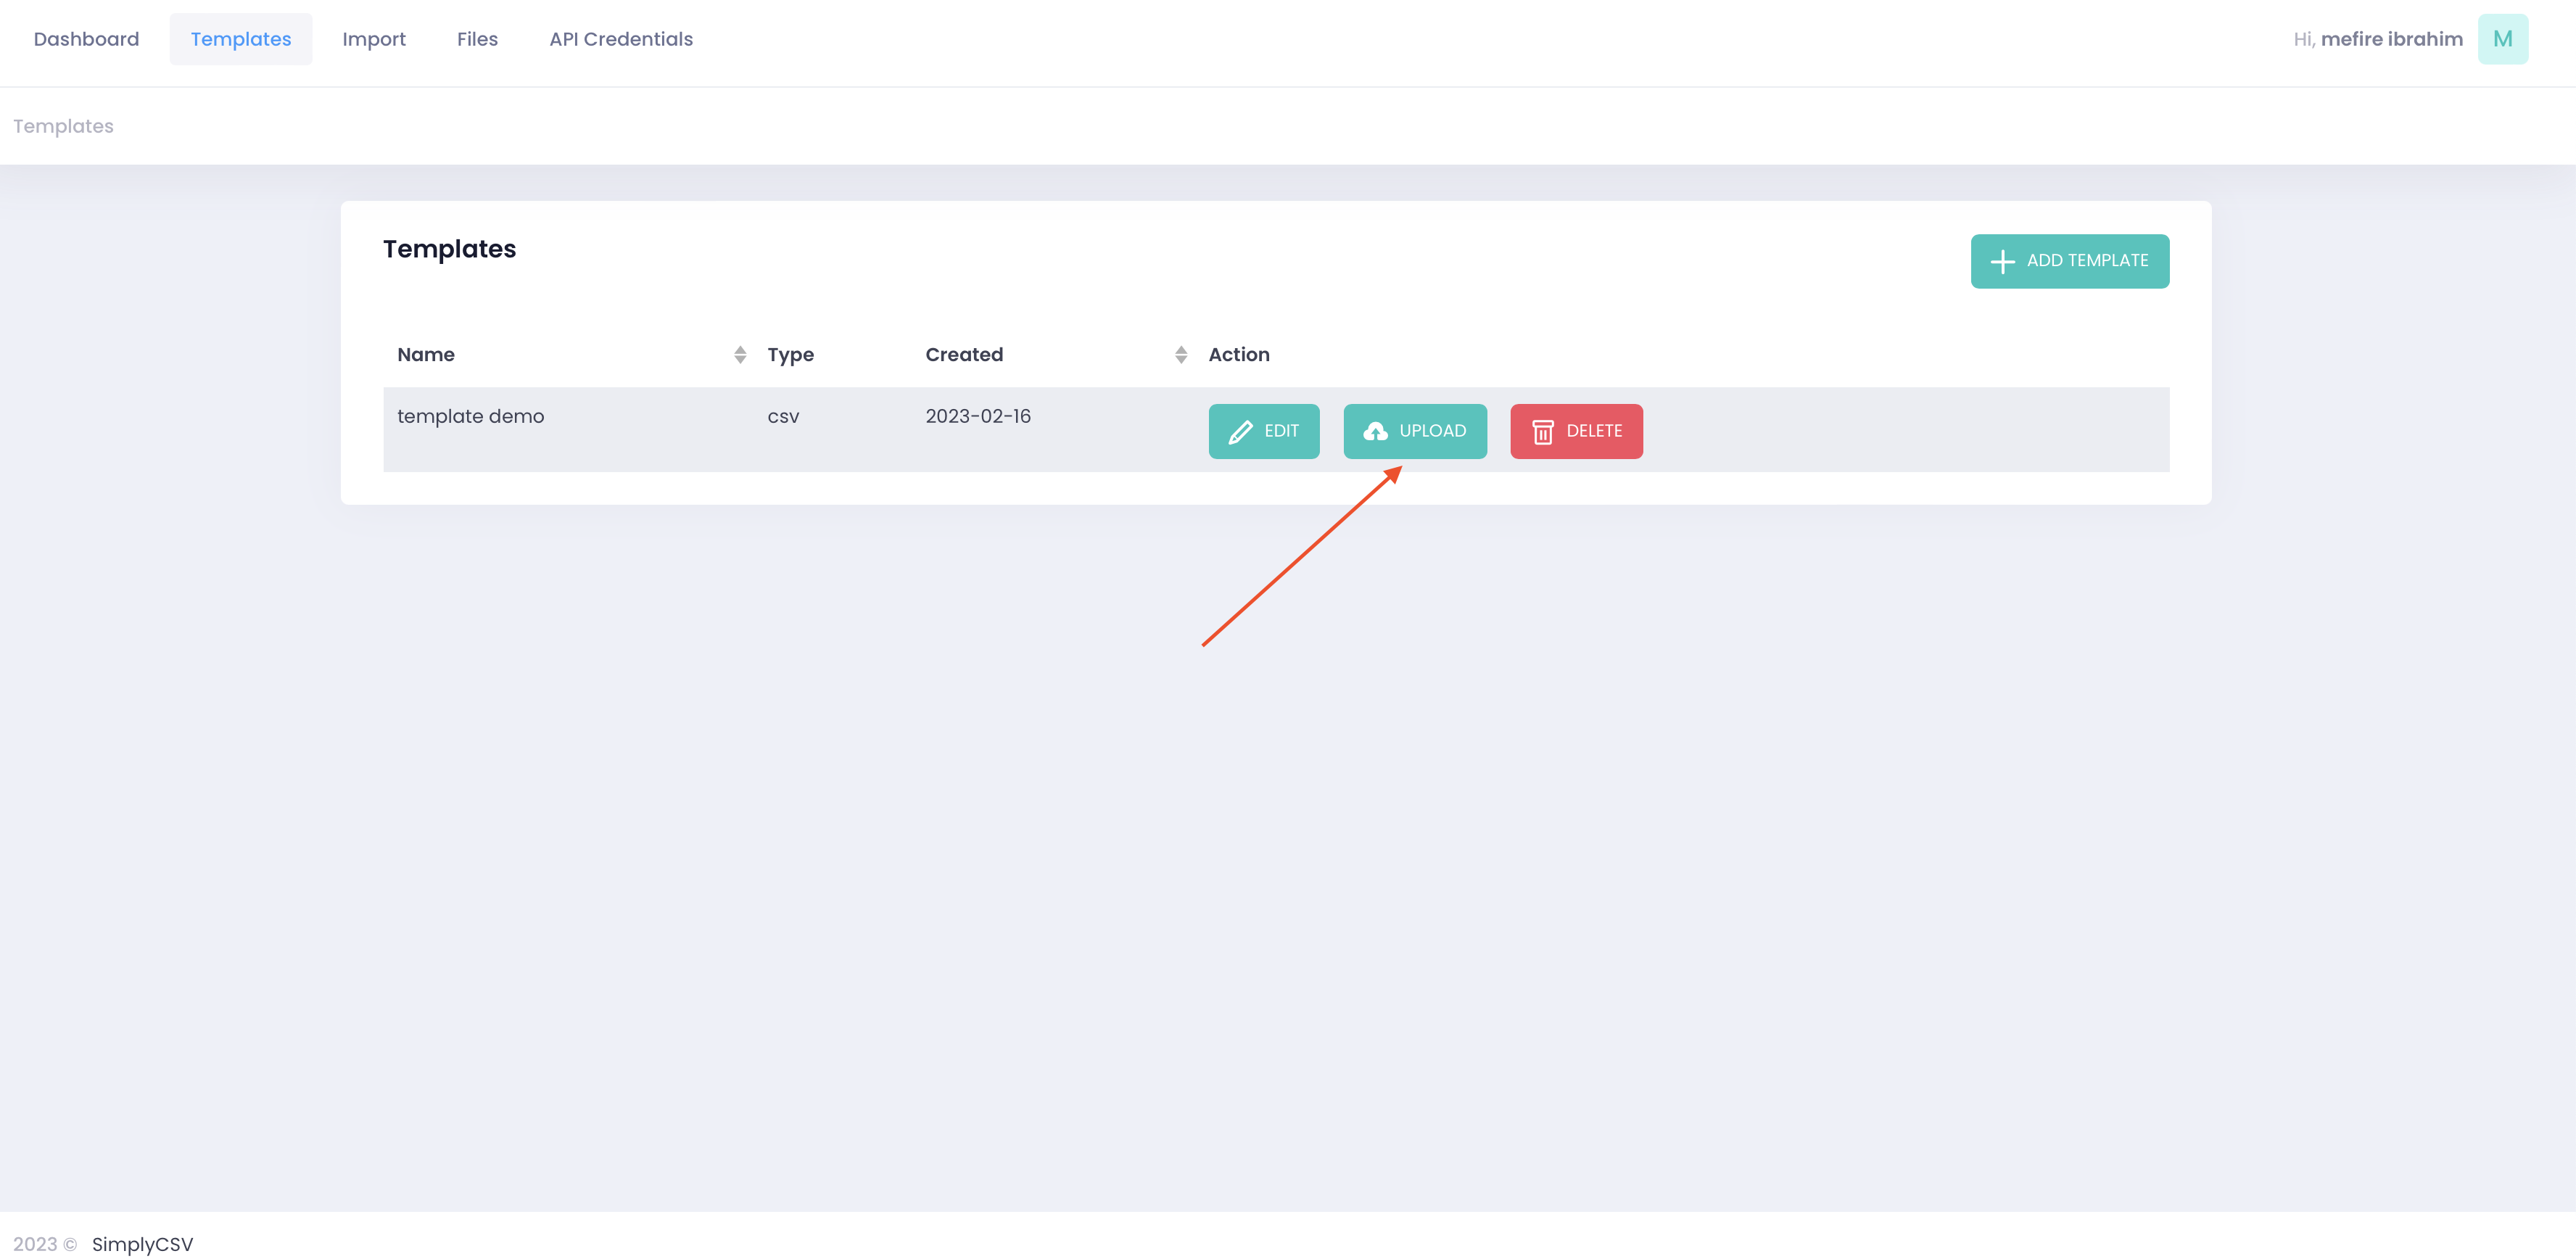 Dashboard Templates Import Files API Credentials Hi, mefire ibrahim M
Templates
Templates
ADD TEMPLATE
Name Type Created Action
template demo csv 2023-02-16 EDIT UPLOAD DELETE
2023 © SimplyCSV